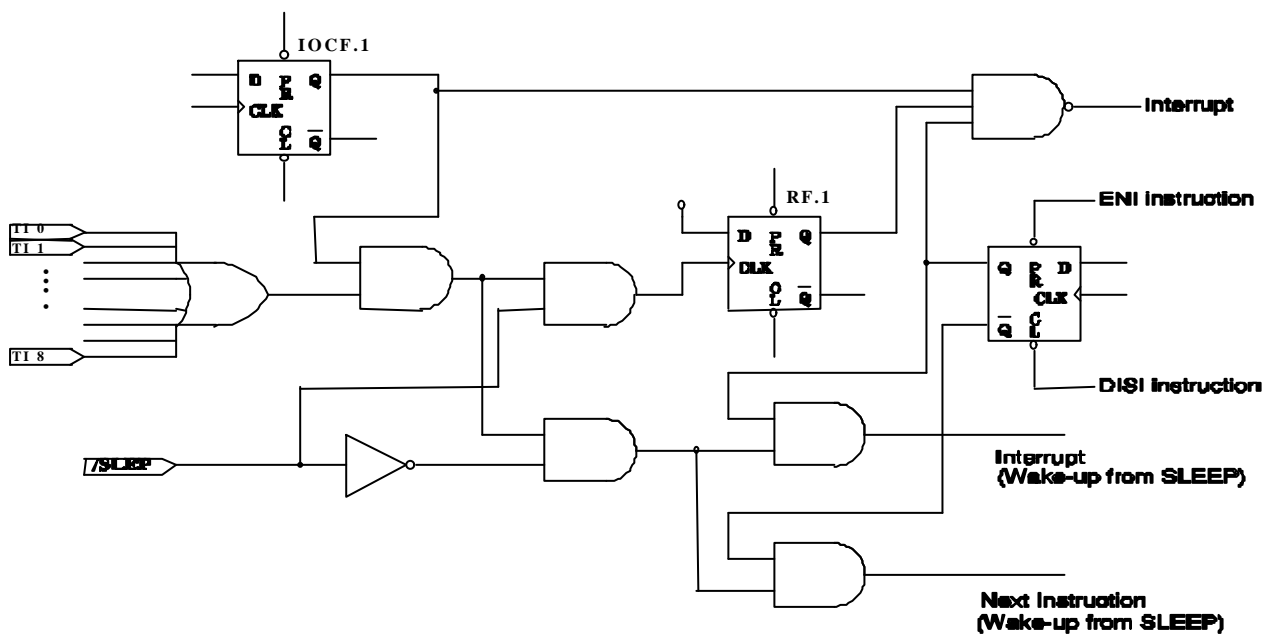 IOCF.1
D PR Q
CLK
CL Q
Interrupt
RF.1
ENI instruction
TI 0
TI 1
D PR Q
CLK
CL Q
Q PR D
CLK
Q CL
TI 8
DISI instruction
/SLEP
Interrupt
(Wake-up from SLEEP)
Next Instruction
(Wake-up from SLEEP)